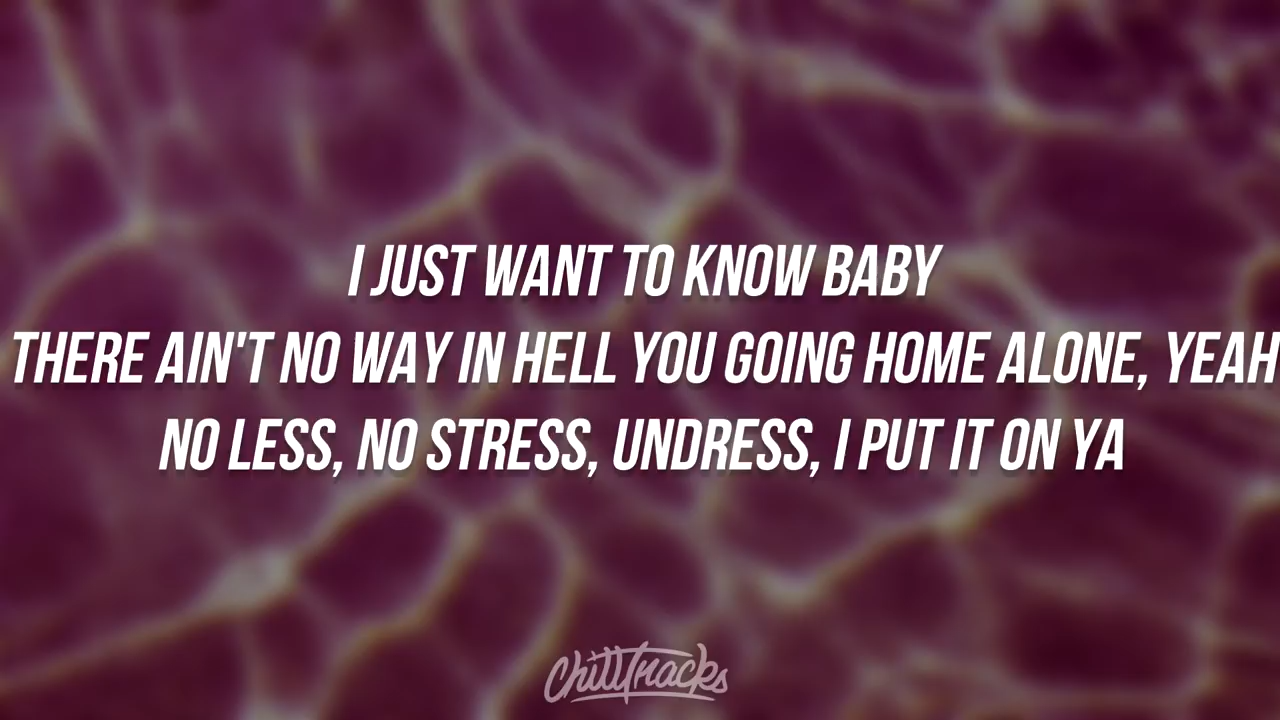 I JUST WANT TO KNOW BABY
THERE AIN'T NO WAY IN HELL YOU GOING HOME ALONE, YEAH
NO LESS, NO STRESS, UNDRESS, I PUT IT ON YA
ChillTracks